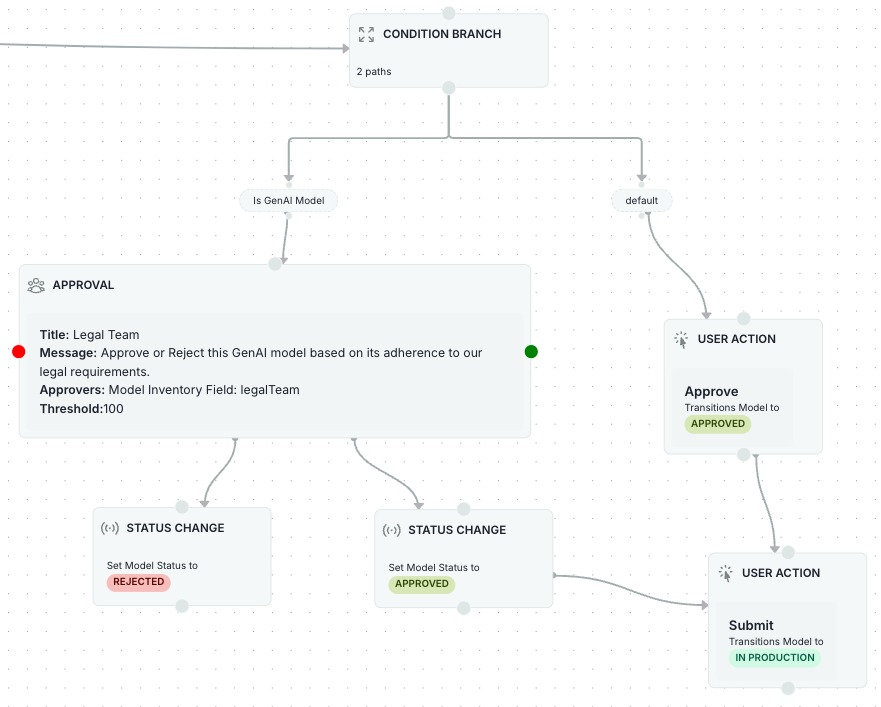 CONDITION BRANCH
2 paths
Is GenAI Model
default
APPROVAL
Title: Legal Team
Message: Approve or Reject this GenAI model based on its adherence to our
legal requirements.
Approvers: Model Inventory Field: legalTeam
Threshold:100
USER ACTION
Approve
Transitions Model to
APPROVED
STATUS CHANGE
Set Model Status to
REJECTED
STATUS CHANGE
Set Model Status to
APPROVED
USER ACTION
Submit
Transitions Model to
IN PRODUCTION